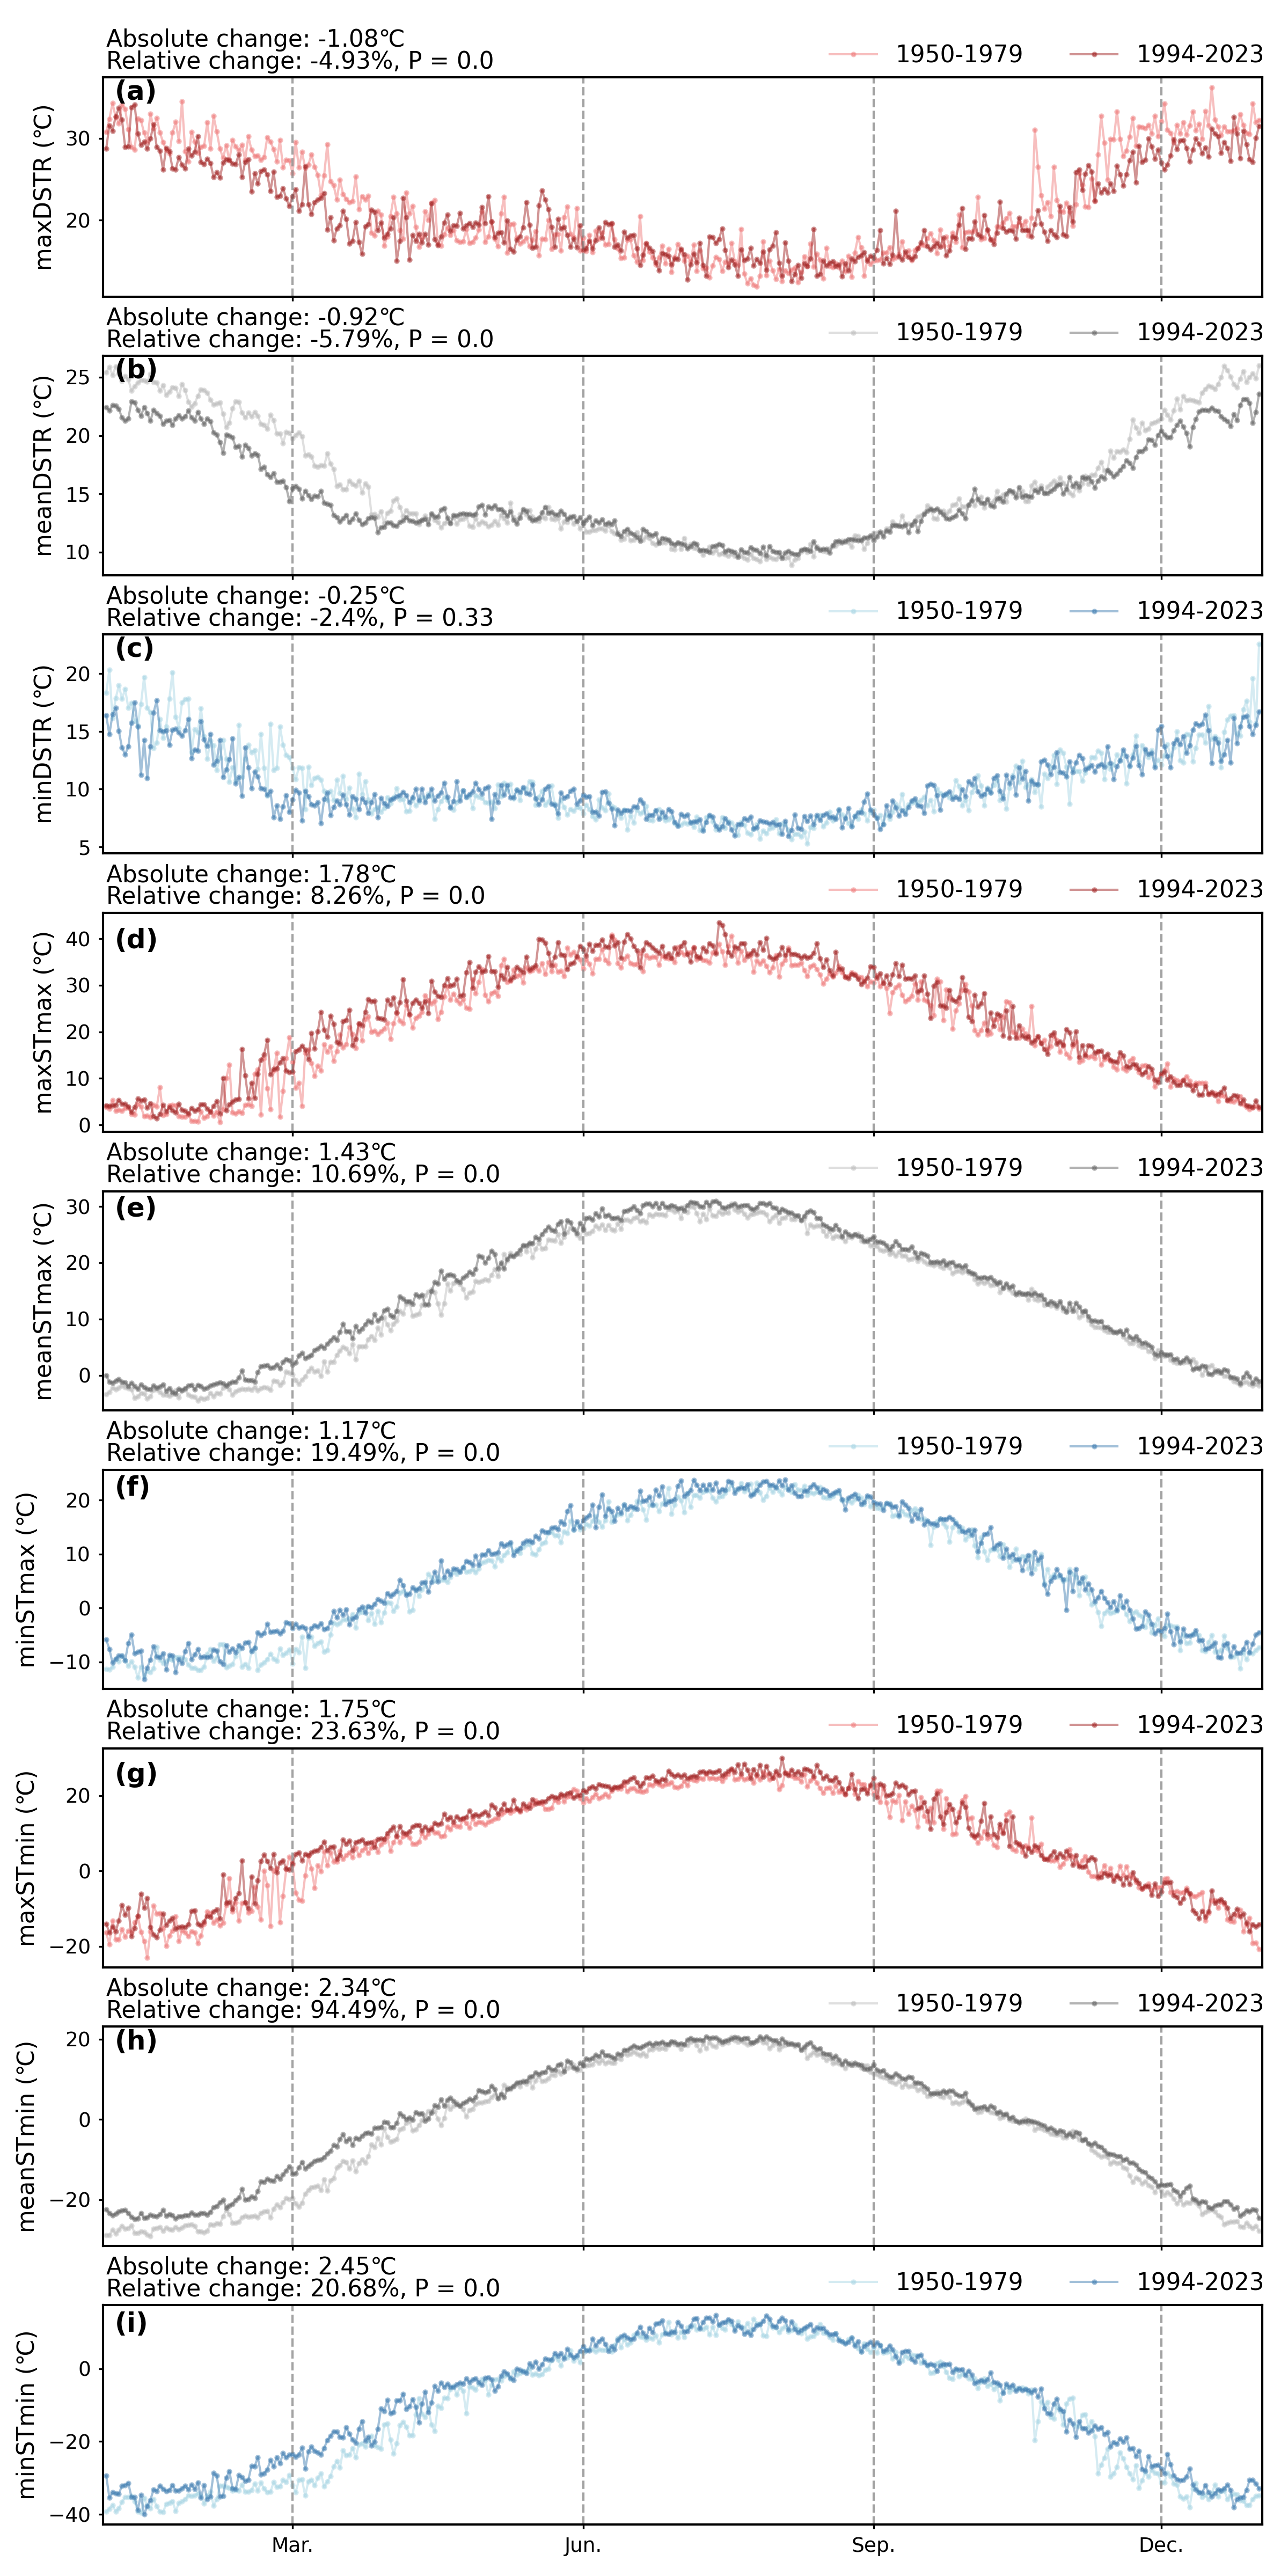 Absolute change: -1.08℃
Relative change: -4.93%, P = 0.0
1950-1979 1994-2023
(a)
maxDSTR (℃)
30
20
Absolute change: -0.92℃
Relative change: -5.79%, P = 0.0
1950-1979 1994-2023
(b)
meanDSTR (℃)
25
20
15
10
Absolute change: -0.25℃
Relative change: -2.4%, P = 0.33
1950-1979 1994-2023
(c)
minDSTR (℃)
20
15
10
5
Absolute change: 1.78℃
Relative change: 8.26%, P = 0.0
1950-1979 1994-2023
(d)
maxSTmax (℃)
40
30
20
10
0
Absolute change: 1.43℃
Relative change: 10.69%, P = 0.0
1950-1979 1994-2023
(e)
meanSTmax (℃)
30
20
10
0
Absolute change: 1.17℃
Relative change: 19.49%, P = 0.0
1950-1979 1994-2023
(f)
minSTmax (℃)
20
10
0
−10
Absolute change: 1.75℃
Relative change: 23.63%, P = 0.0
1950-1979 1994-2023
(g)
maxSTmin (℃)
20
0
−20
Absolute change: 2.34℃
Relative change: 94.49%, P = 0.0
1950-1979 1994-2023
(h)
meanSTmin (℃)
20
0
−20
Absolute change: 2.45℃
Relative change: 20.68%, P = 0.0
1950-1979 1994-2023
(i)
minSTmin (℃)
0
−20
−40
Mar. Jun. Sep. Dec.